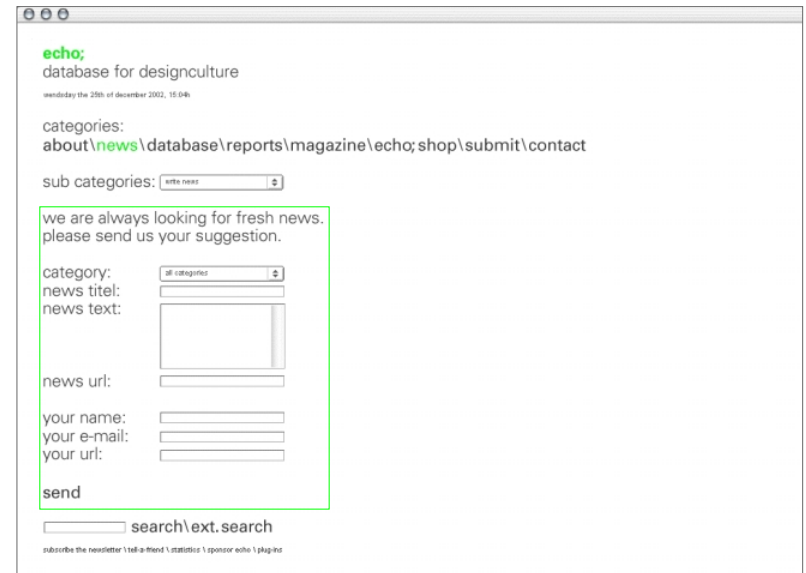 echo;
database for designculture
wendsday the 25th of december 2002, 15:04h
categories:
about\news\database\reports\magazine\echo;shop\submit\contact
sub categories: write news
we are always looking for fresh news.
please send us your suggestion.
category: all categories
news titel:
news text:
news url:
your name:
your e-mail:
your url:
send
search\ext.search
subscribe the newsletter \ tell-a-friend \ statistics \ sponsor echo \ plug-ins